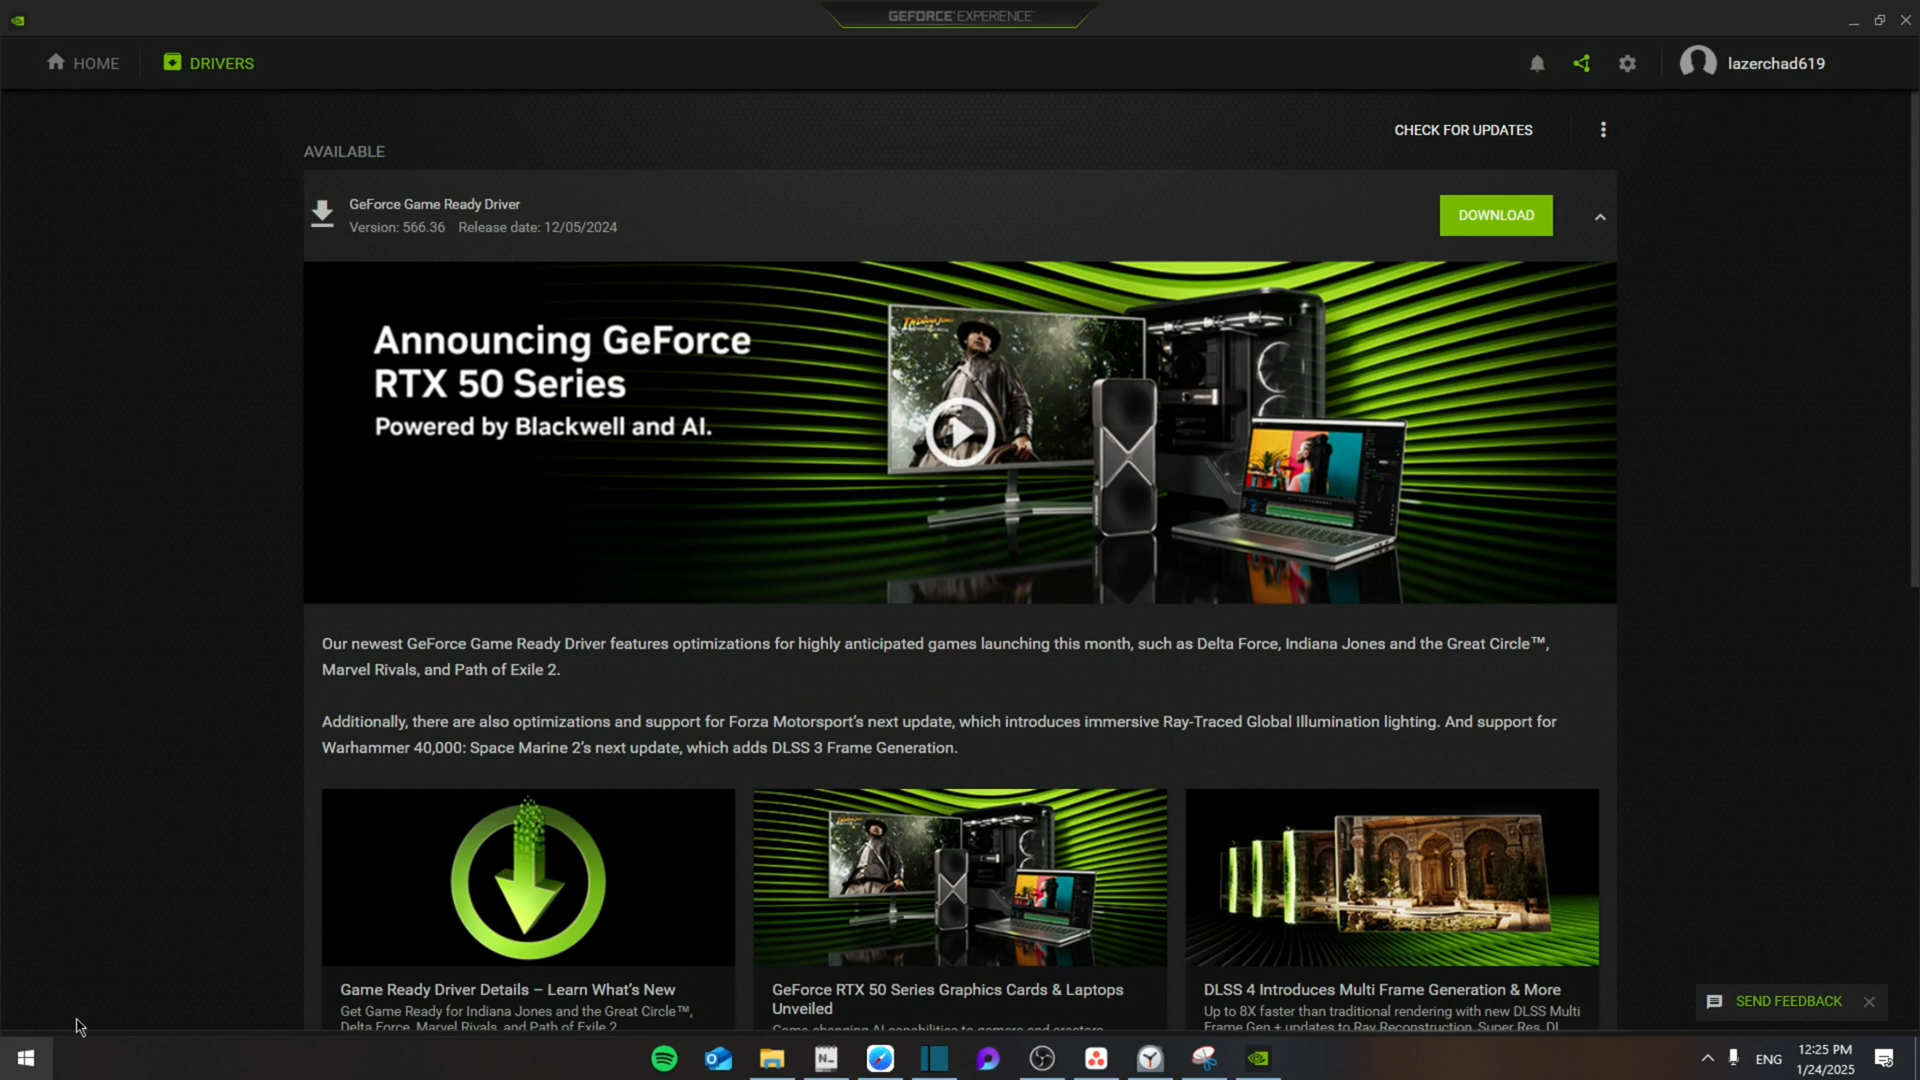 GEFORCE EXPERIENCE
HOME
DRIVERS
lazerchad619
CHECK FOR UPDATES
AVAILABLE
GeForce Game Ready Driver
Version: 566.36 Release date: 12/05/2024
DOWNLOAD
Announcing GeForce
RTX 50 Series
Powered by Blackwell and AI.
Our newest GeForce Game Ready Driver features optimizations for highly anticipated games launching this month, such as Delta Force, Indiana Jones and the Great Circle™,
Marvel Rivals, and Path of Exile 2.
Additionally, there are also optimizations and support for Forza Motorsport’s next update, which introduces immersive Ray-Traced Global Illumination lighting. And support for
Warhammer 40,000: Space Marine 2’s next update, which adds DLSS 3 Frame Generation.
Game Ready Driver Details – Learn What’s New
Get Game Ready for Indiana Jones and the Great Circle™,
Delta Force, Marvel Rivals, and Path of Exile 2
GeForce RTX 50 Series Graphics Cards & Laptops
Unveiled
Game-changing AI capabilities to gamers and creators
DLSS 4 Introduces Multi Frame Generation & More
Up to 8X faster than traditional rendering with new DLSS Multi
Frame Gen + updates to Ray Reconstruction, Super Res, DL
SEND FEEDBACK
ENG
12:25 PM
1/24/2025